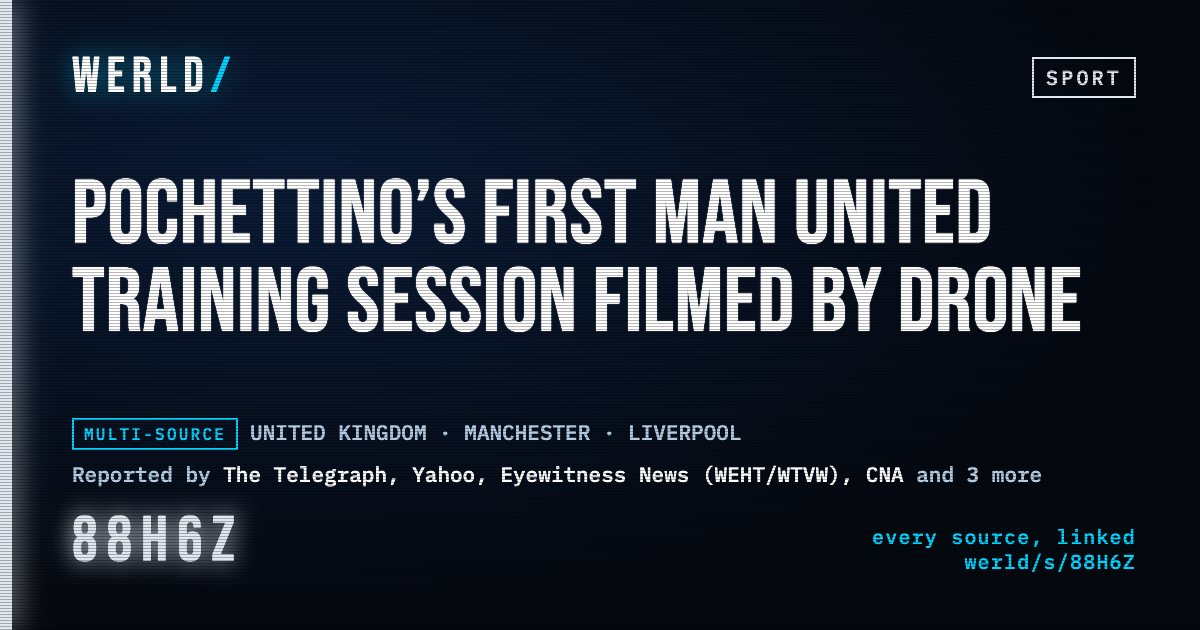 WERLD/
SPORT
POCHETTINO’S FIRST MAN UNITED
TRAINING SESSION FILMED BY DRONE
MULTI-SOURCE UNITED KINGDOM · MANCHESTER · LIVERPOOL
Reported by The Telegraph, Yahoo, Eyewitness News (WEHT/WTVW), CNA and 3 more
88H6Z
every source, linked
werld/s/88H6Z